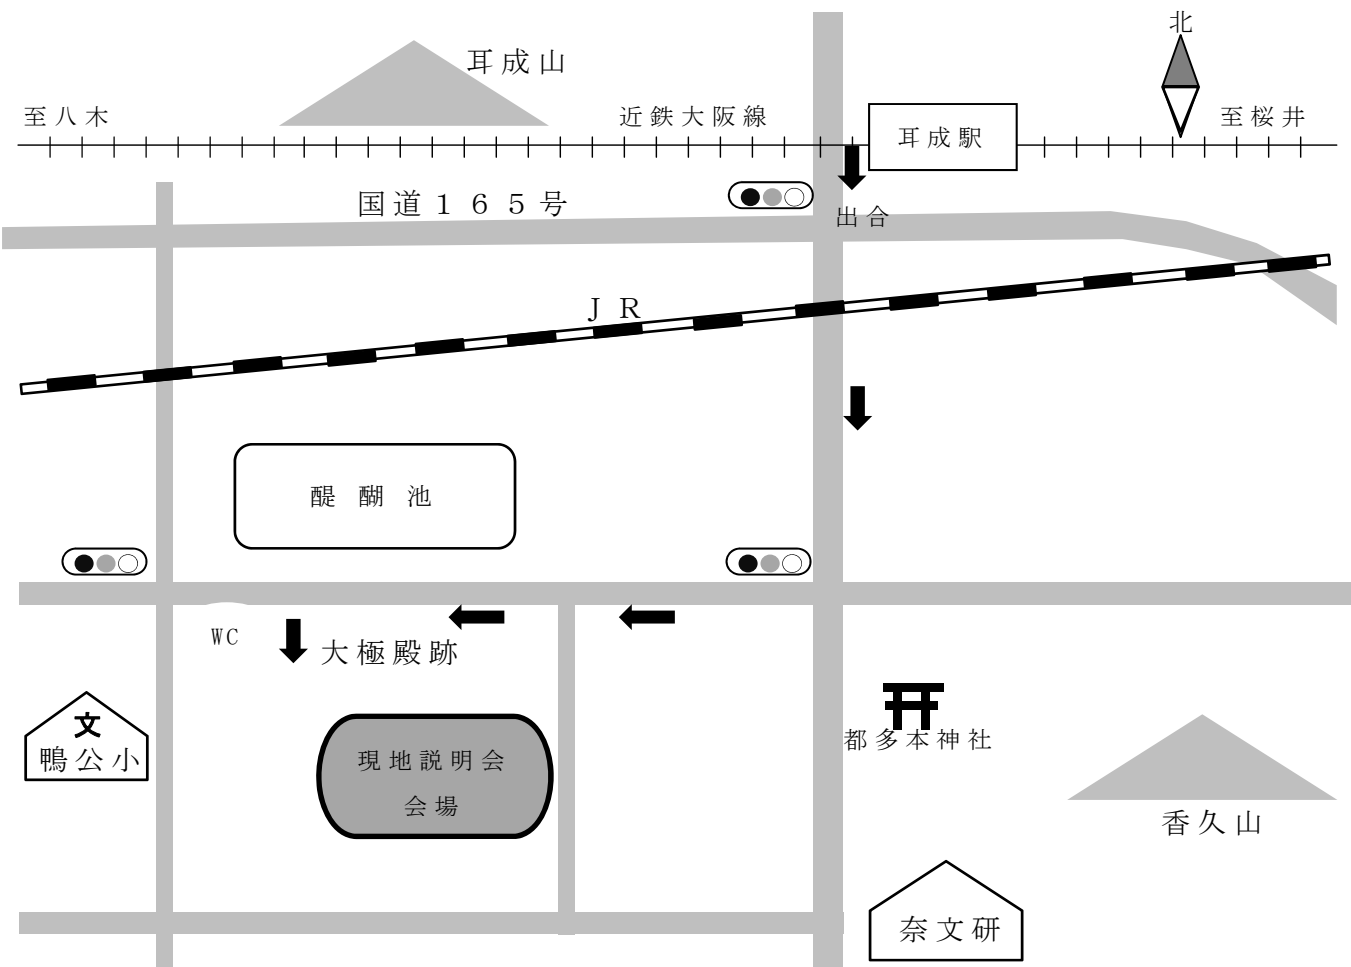 北
耳成山
至八木
近鉄大阪線
至桜井
耳成駅
国道１６５号
出合
ＪＲ
醍醐池
WC
大極殿跡
文
鴨公小
現地説明会
会場
都多本神社
香久山
奈文研